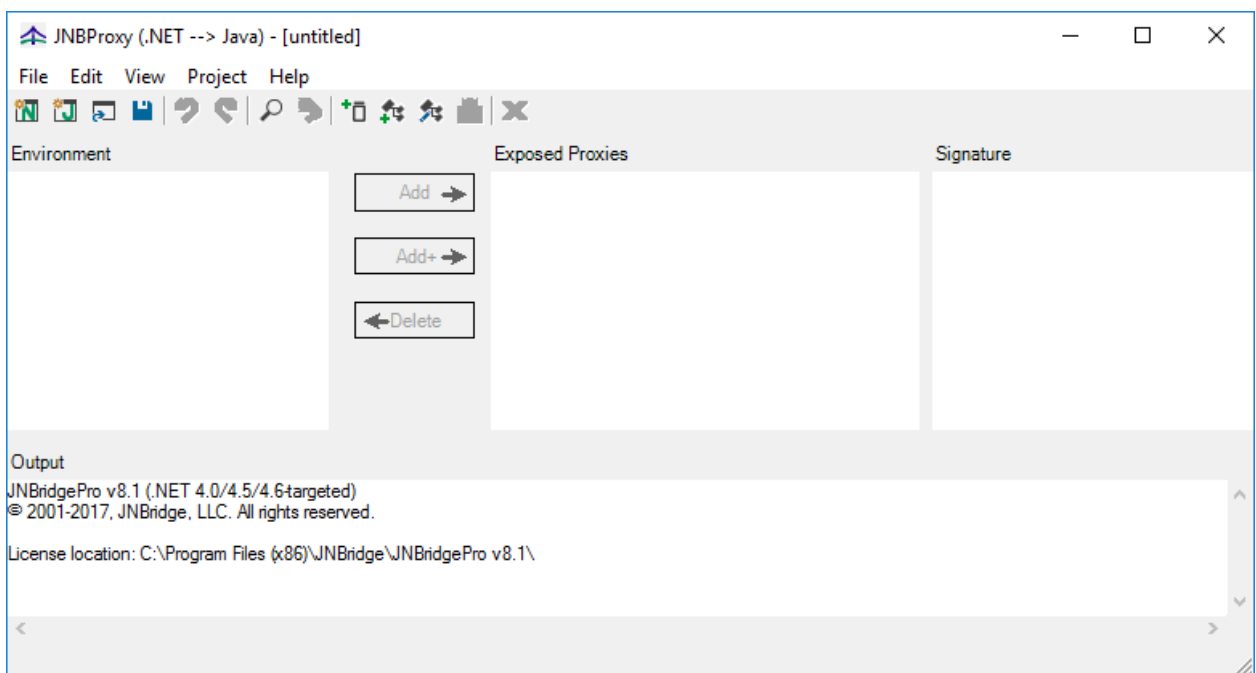 JNBProxy (.NET --> Java) - [untitled]
File Edit View Project Help
Environment
Exposed Proxies
Signature
Add
Add+
Delete
Output
JNBridgePro v8.1 (.NET 4.0/4.5/4.6-targeted)
© 2001-2017, JNBridge, LLC. All rights reserved.
License location: C:\Program Files (x86)\JNBridge\JNBridgePro v8.1\